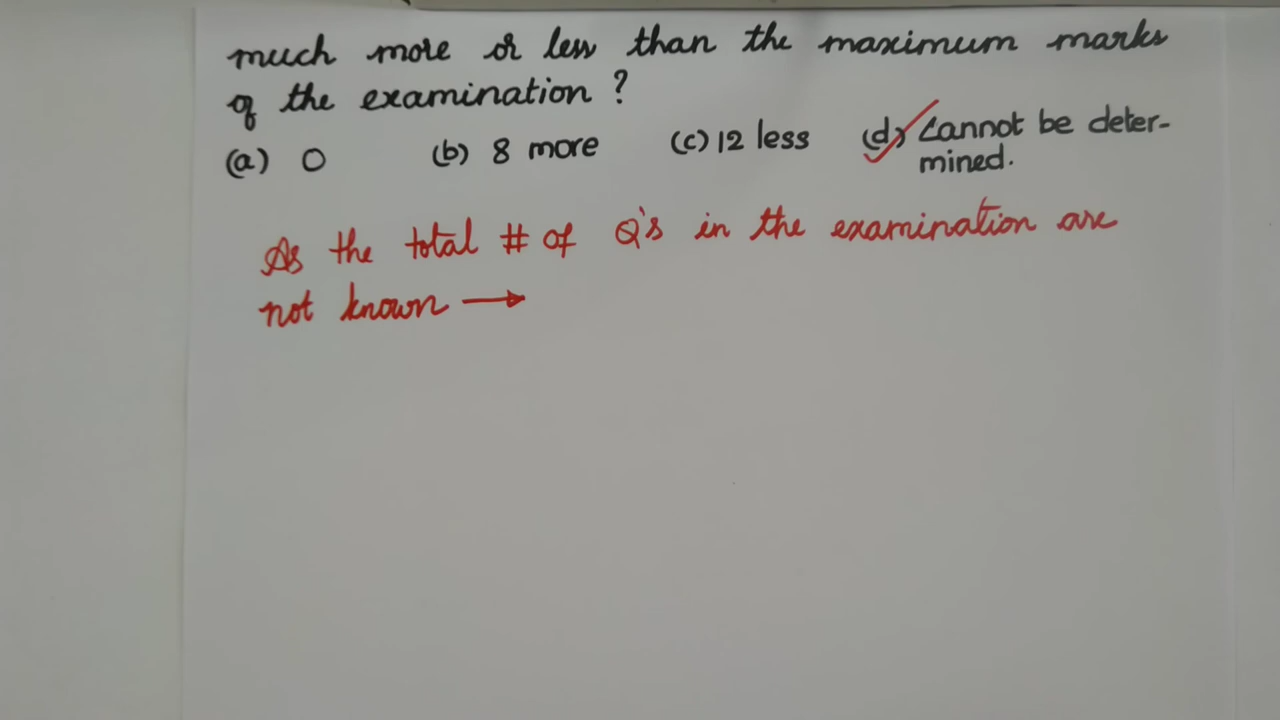 much more or less than the maximum marks
of the examination ?
(a) 0 (b) 8 more (c) 12 less (d) Cannot be deter-
mined.
As the total # of Q's in the examination are
not known →